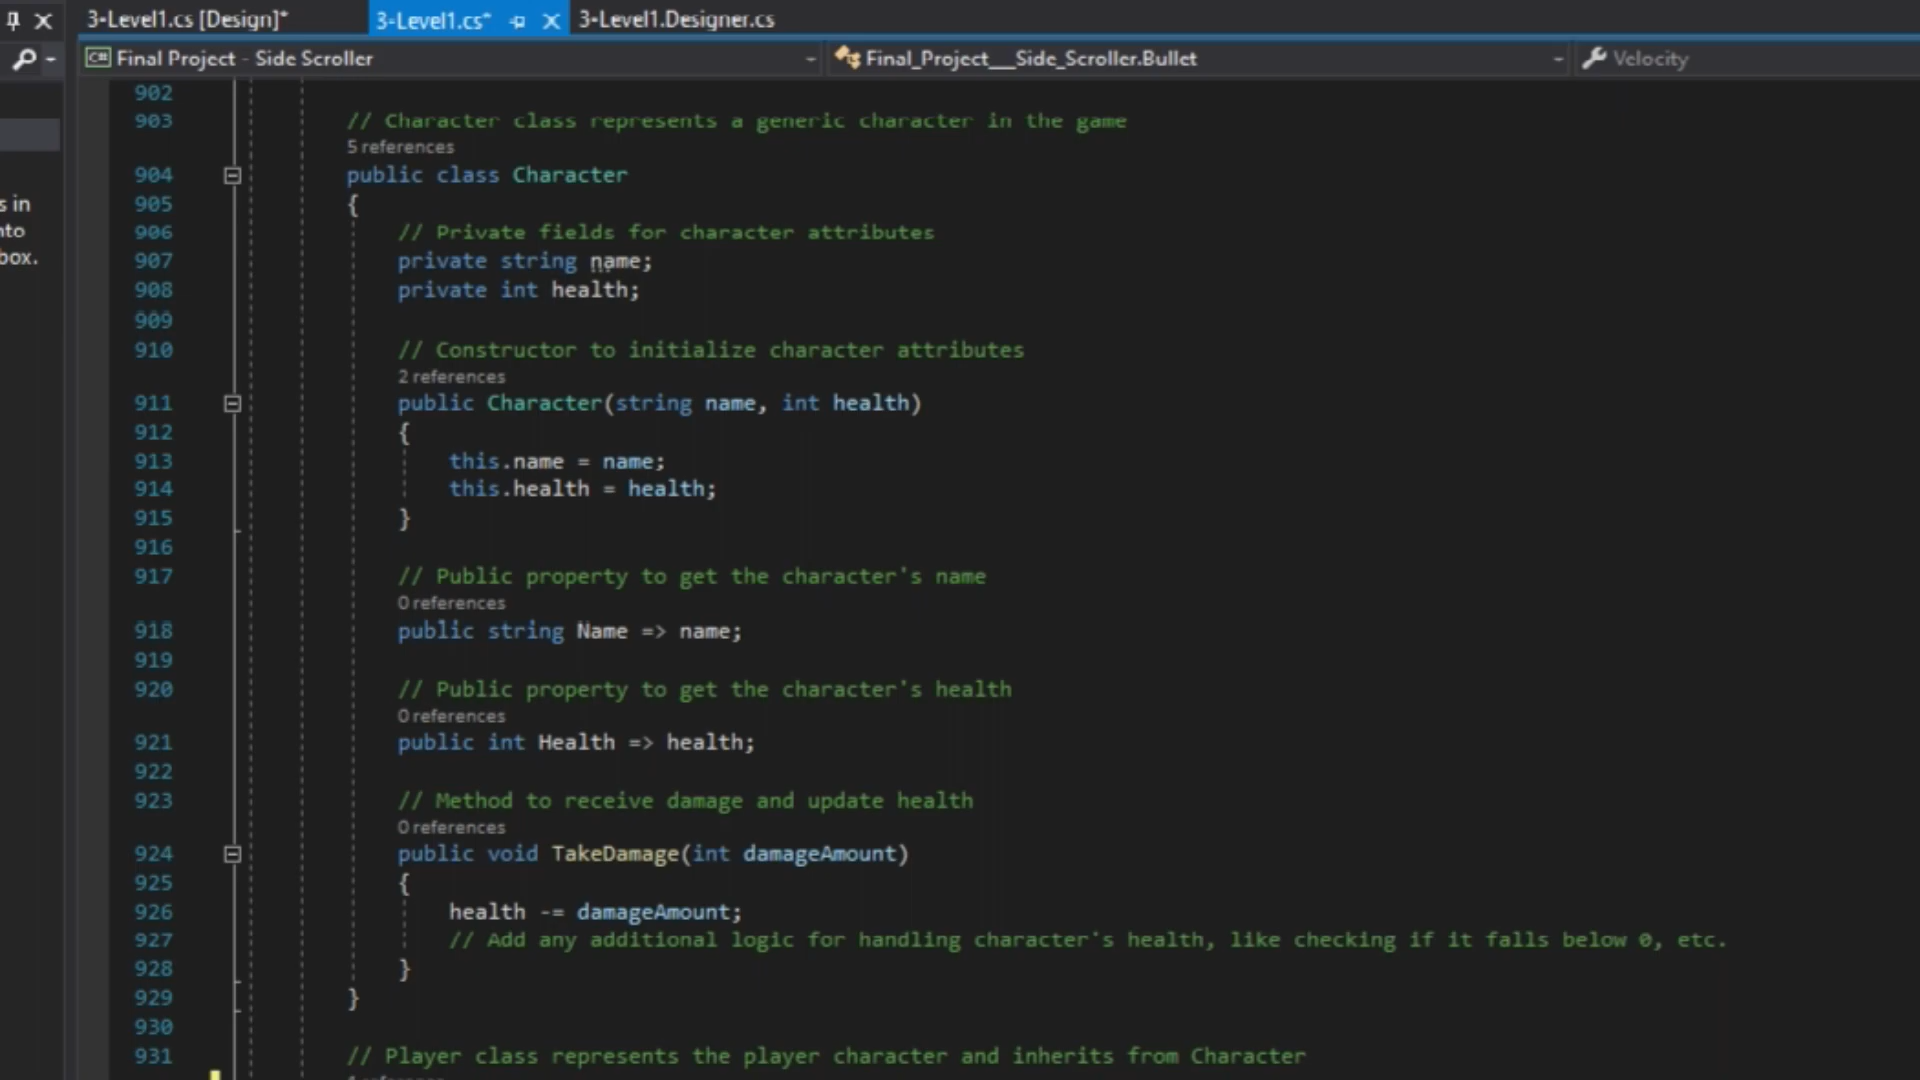 3-Level1.cs [Design]*
3-Level1.cs*
3-Level1.Designer.cs
C# Final Project - Side Scroller
Final_Project__Side_Scroller.Bullet
Velocity
s in
box.
902
903 // Character class represents a generic character in the game
5 references
904 public class Character
905 {
906 // Private fields for character attributes
907 private string name;
908 private int health;
909
910 // Constructor to initialize character attributes
2 references
911 public Character(string name, int health)
912 {
913 this.name = name;
914 this.health = health;
915 }
916
917 // Public property to get the character's name
0 references
918 public string Name => name;
919
920 // Public property to get the character's health
0 references
921 public int Health => health;
922
923 // Method to receive damage and update health
0 references
924 public void TakeDamage(int damageAmount)
925 {
926 health -= damageAmount;
927 // Add any additional logic for handling character's health, like checking if it falls below 0, etc.
928 }
929 }
930
931 // Player class represents the player character and inherits from Character